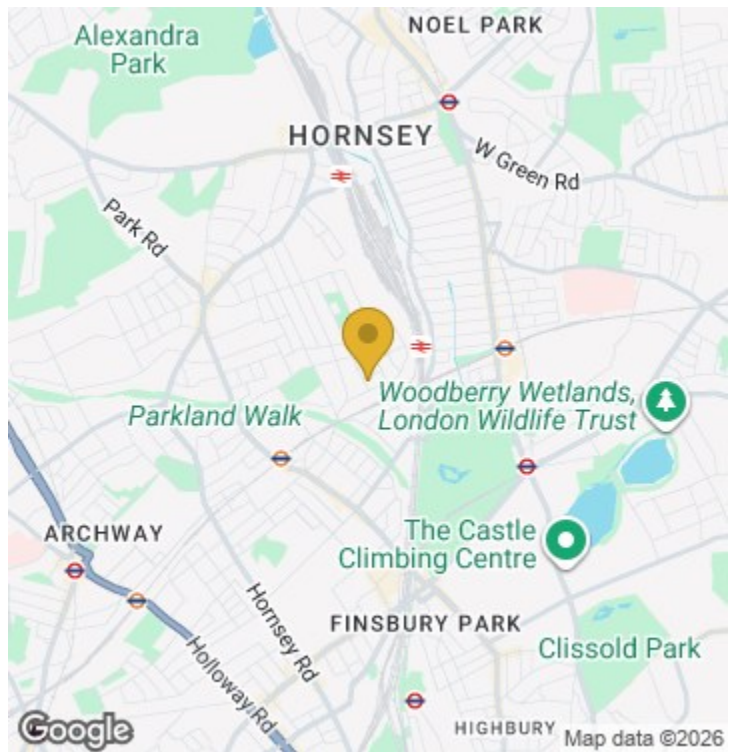 NOEL PARK
Alexandra
Park
HORNSEY
W Green Rd
Park Rd
Woodberry Wetlands,
London Wildlife Trust
Parkland Walk
ARCHWAY
The Castle
Climbing Centre
Hornsey Rd
FINSBURY PARK
Holloway Rd
Clissold Park
HIGHBURY
Google
Map data ©2026